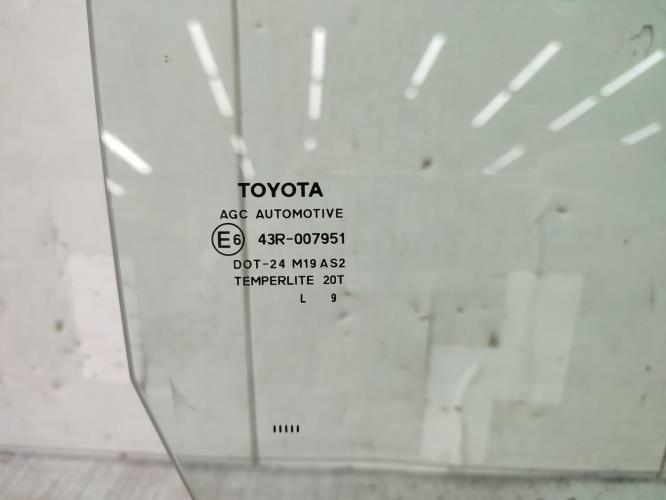 TOYOTA
AGC AUTOMOTIVE
E6 43R-007951
DOT-24 M19 AS2
TEMPERLITE 20T
L 9